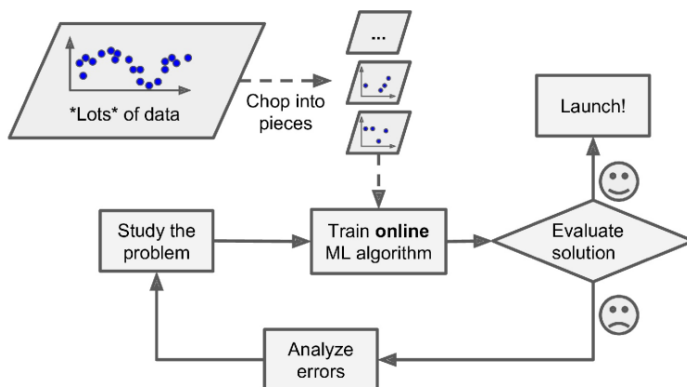 ...
*Lots* of data
Chop into
pieces
Launch!
Study the
problem
Train online
ML algorithm
Evaluate
solution
Analyze
errors